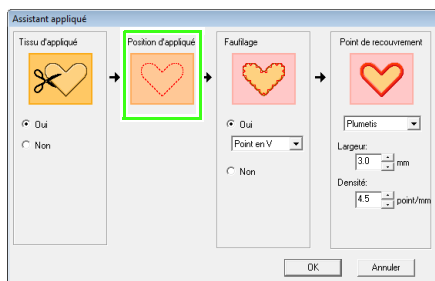 Assistant appliqué
Tissu d'appliqué
Oui
Non
Position d'appliqué
Faufilage
Oui
Point en V
Non
Point de recouvrement
Plumetis
Largeur:
3.0 mm
Densité:
4.5 point/mm
OK
Annuler